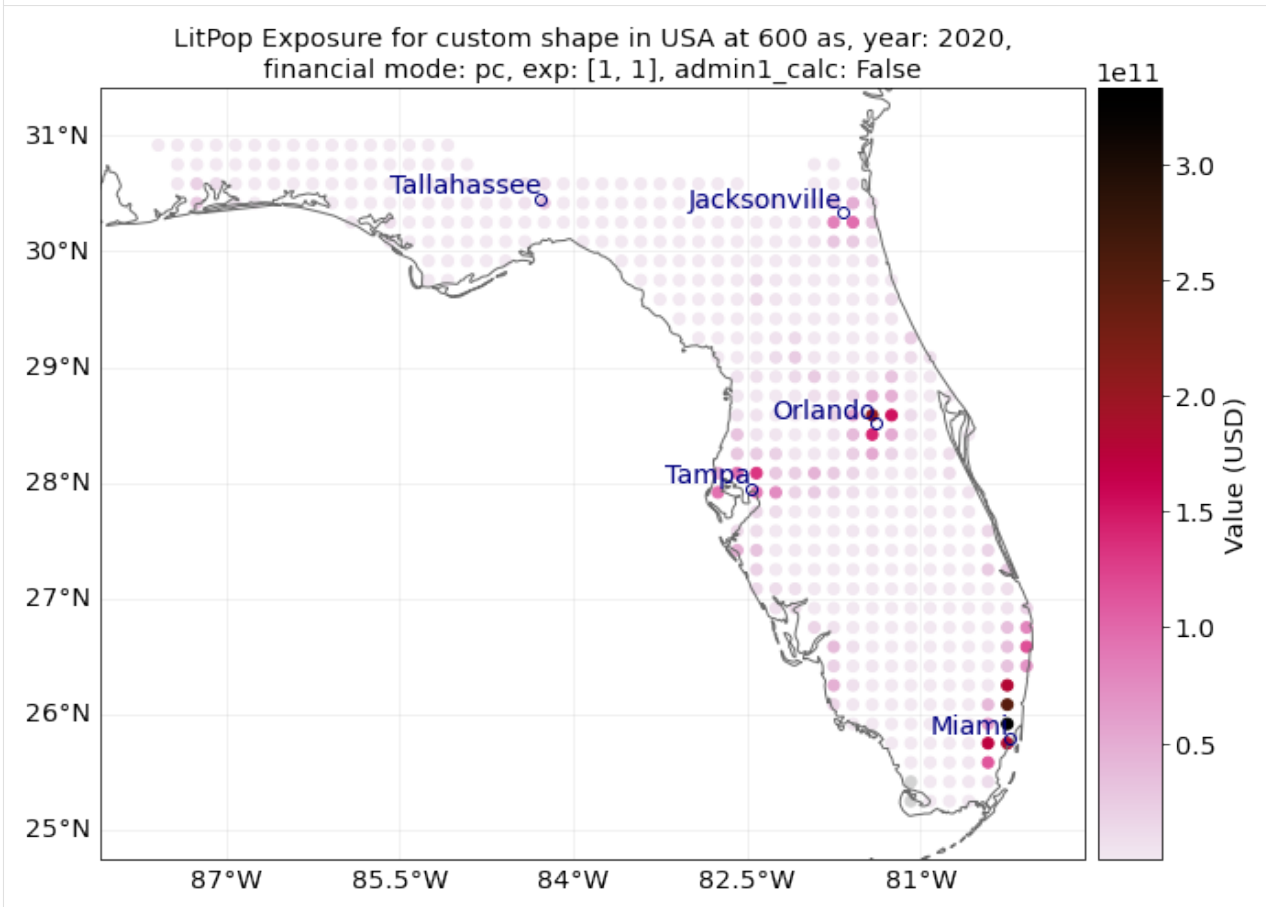 LitPop Exposure for custom shape in USA at 600 as, year: 2020,
financial mode: pc, exp: [1, 1], admin1_calc: False
1e11
31°N
30°N
29°N
28°N
27°N
26°N
25°N
Tallahassee
Jacksonville
Orlando
Tampa
Miami
87°W
85.5°W
84°W
82.5°W
81°W
3.0
2.5
2.0
1.5
1.0
0.5
Value (USD)